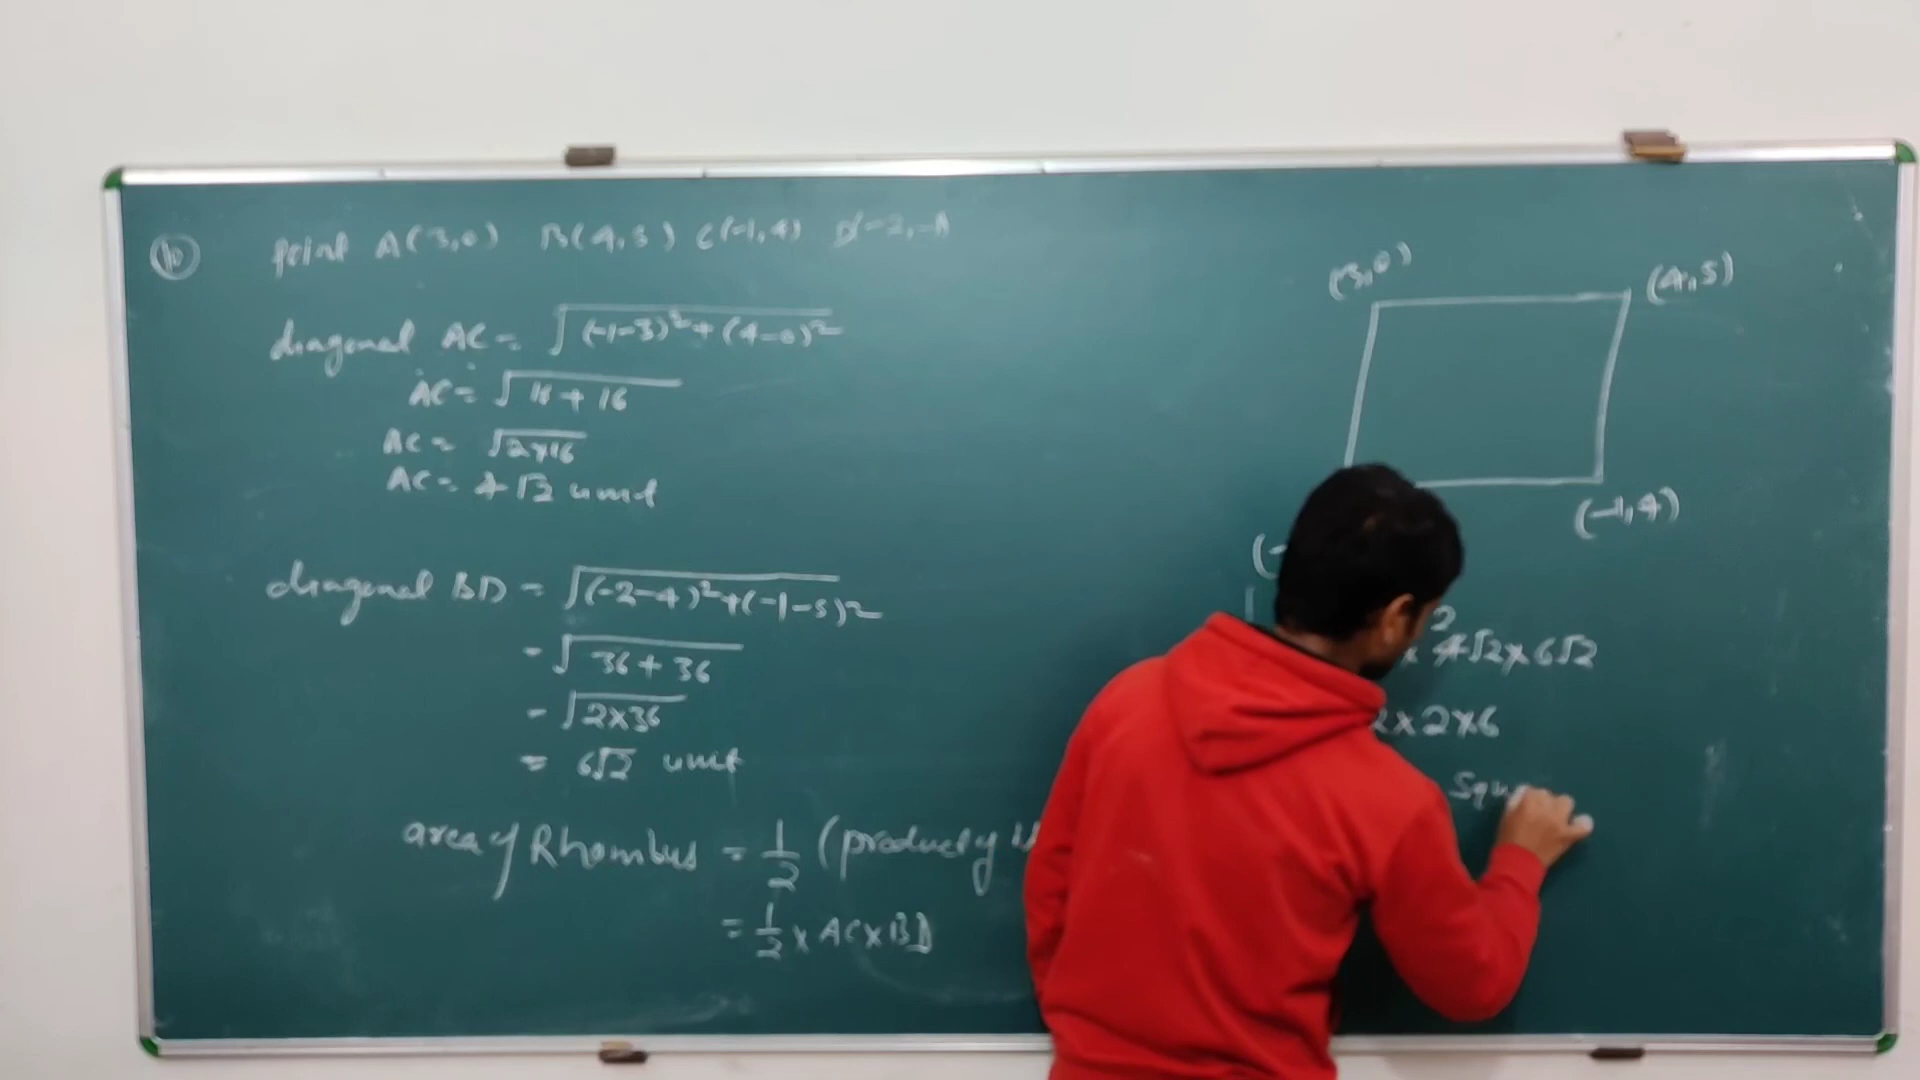 10
point A(3,0) B(4,5) C(-1,4) D(-2,-1)
diagonal AC = √(-1-3)²+(4-0)²
AC = √16+16
AC = √2×16
AC = 4√2 unit
diagonal BD = √(-2-4)²+(-1-5)²
= √36+36
- √2×36
= 6√2 unit
area of Rhombus = 1/2 (product of
= 1/2 × AC × BD
(3,0) (4,5)
(-1,4)
(-
2
× 4√2 × 6√2
2×2×6
Squ